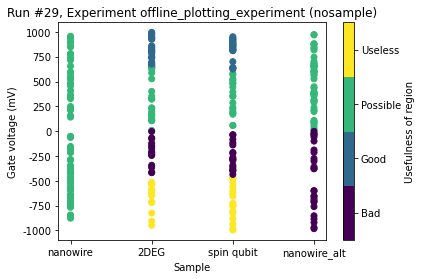 Run #29, Experiment offline_plotting_experiment (nosample)
1000
750
500
250
0
-250
-500
-750
-1000
Gate voltage (mV)
nanowire
2DEG
spin qubit
nanowire_alt
Sample
Useless
Possible
Good
Bad
Usefulness of region